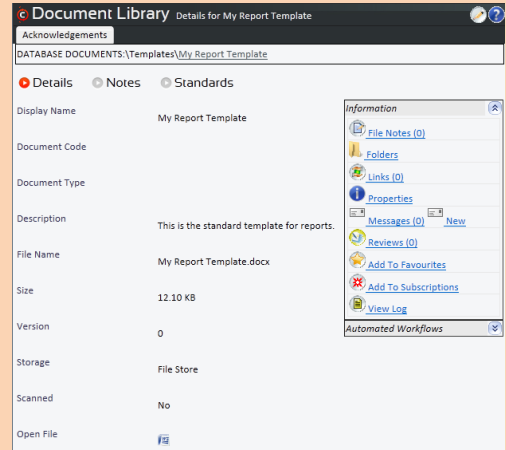 Document Library Details for My Report Template
Acknowledgements
DATABASE DOCUMENTS:\Templates\My Report Template
Details Notes Standards
Display Name
My Report Template
Document Code
Document Type
Description
This is the standard template for reports.
File Name
My Report Template.docx
Size
12.10 KB
Version
0
Storage
File Store
Scanned
No
Open File
Information
File Notes (0)
Folders
Links (0)
Properties
Messages (0) New
Reviews (0)
Add To Favourites
Add To Subscriptions
View Log
Automated Workflows